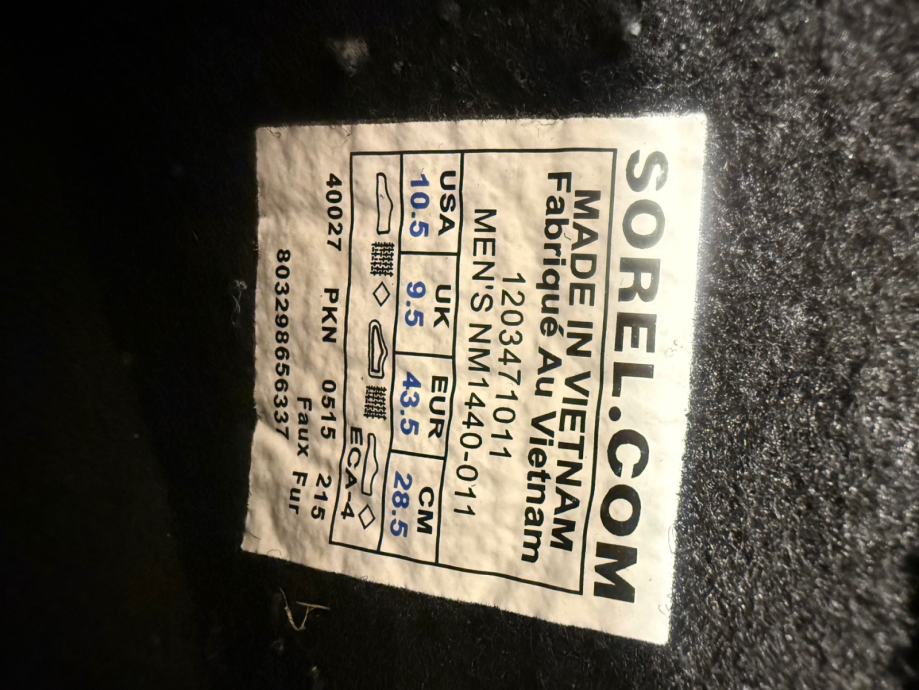 SOREL.COM
MADE IN VIETNAM
Fabriqué Au Vietnam
1203471011
MEN'S NM1440-011
USA UK EUR CM
10.5 9.5 43.5 28.5
ECA-4
40027 PKN 0515 215
Faux Fur
803298656337